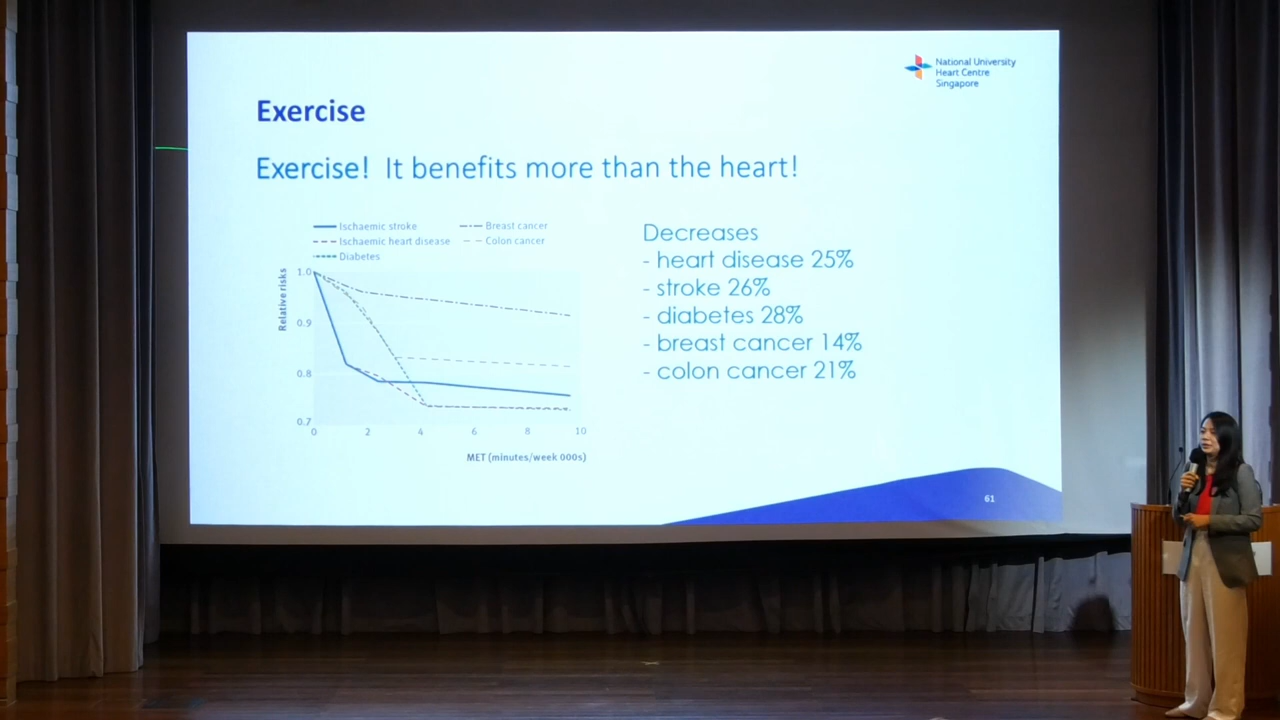 National University
Heart Centre
Singapore
Exercise
Exercise! It benefits more than the heart!
Ischaemic stroke
Breast cancer
Ischaemic heart disease
Colon cancer
Diabetes
Relative risks
1.0
0.9
0.8
0.7
0
2
4
6
8
10
MET (minutes/week 000s)
Decreases
- heart disease 25%
- stroke 26%
- diabetes 28%
- breast cancer 14%
- colon cancer 21%
61